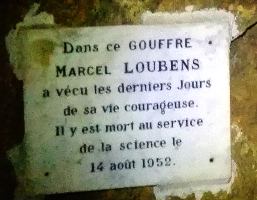 Dans ce GOUFFRE
MARCEL LOUBENS
a vécu les derniers Jours
de sa vie courageuse.
Il y est mort au service
de la science le
14 août 1952.